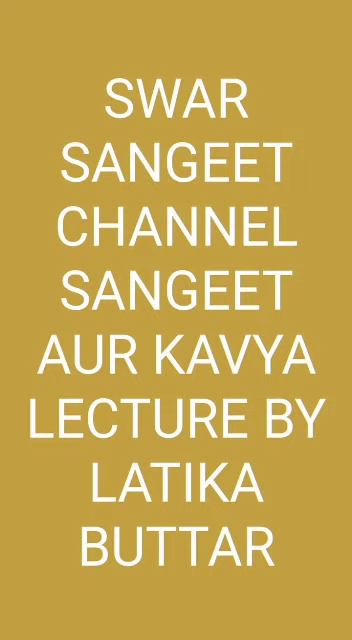 SWAR
SANGEET
CHANNEL
SANGEET
AUR KAVYA
LECTURE BY
LATIKA
BUTTAR